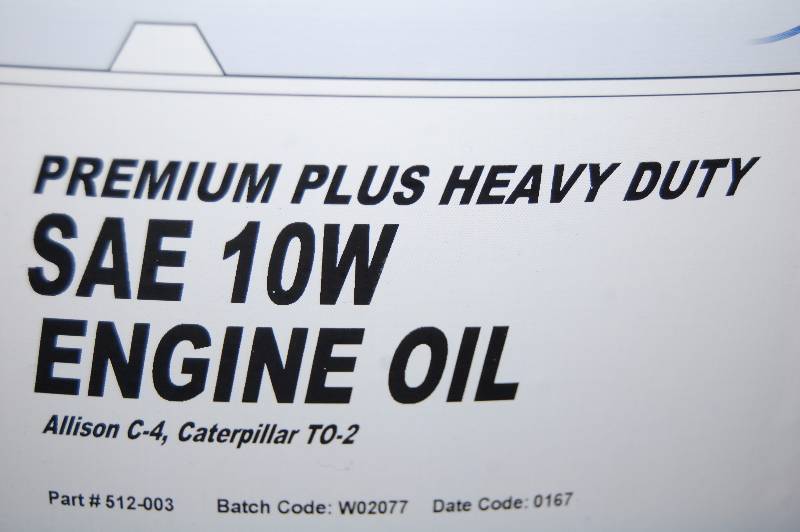 PREMIUM PLUS HEAVY DUTY
SAE 10W
ENGINE OIL
Allison C-4, Caterpillar TO-2
Part # 512-003 Batch Code: W02077 Date Code: 0167